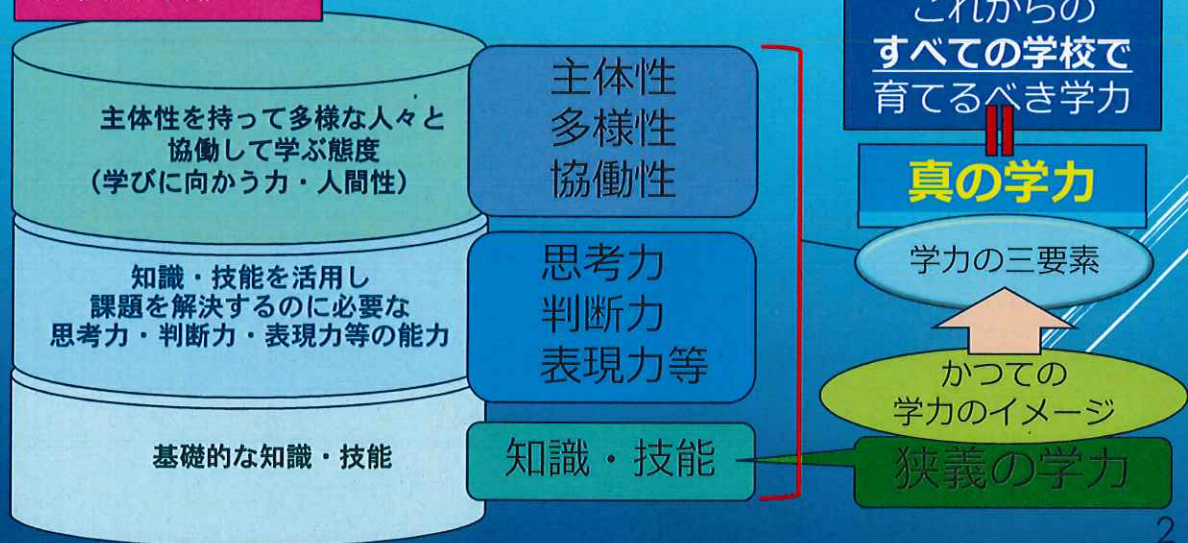 主体性を持って多様な人々と
協働して学ぶ態度
(学びに向かう力・人間性)
知識・技能を活用し
課題を解決するのに必要な
思考力・判断力・表現力等の能力
基礎的な知識・技能
主体性
多様性
協働性
思考力
判断力
表現力等
知識・技能
これからの
すべての学校で
育てるべき学力
真の学力
学力の三要素
かつての
学力のイメージ
狭義の学力
2